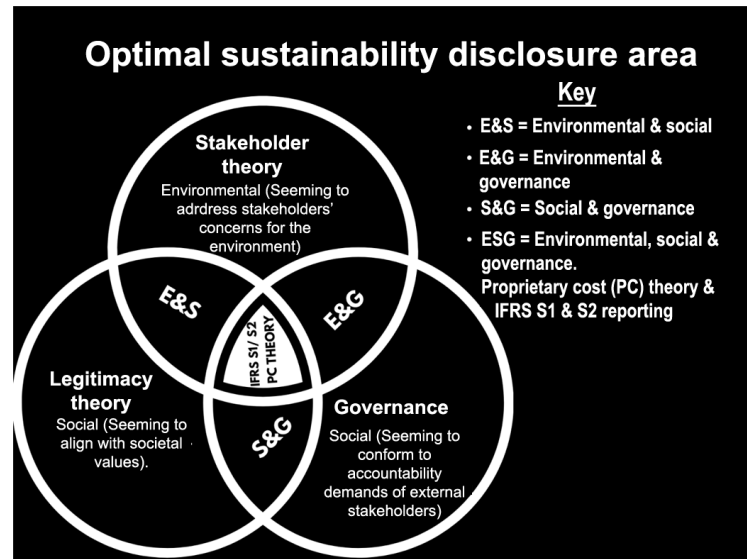 Optimal sustainability disclosure area
Key
• E&S = Environmental & social
• E&G = Environmental &
governance
• S&G = Social & governance
• ESG = Environmental, social &
governance.
Proprietary cost (PC) theory &
IFRS S1 & S2 reporting
Stakeholder
theory
Environmental (Seeming to
adrdress stakeholders’
concerns for the
environment)
E&S
E&G
IFRS S1/ S2
PC THEORY
Legitimacy
theory
Social (Seeming to
align with societal
values).
S&G
Governance
Social (Seeming to
conform to
accountability
demands of external
stakeholders)